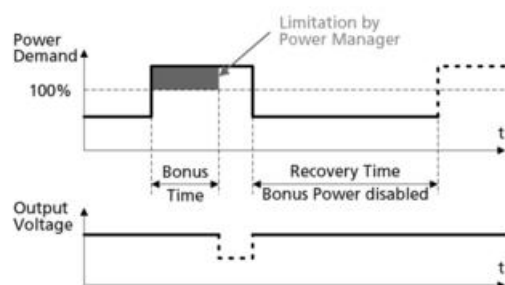 Limitation by
Power Manager
Power
Demand
100%
t
Bonus
Time
Recovery Time
Bonus Power disabled
Output
Voltage
t